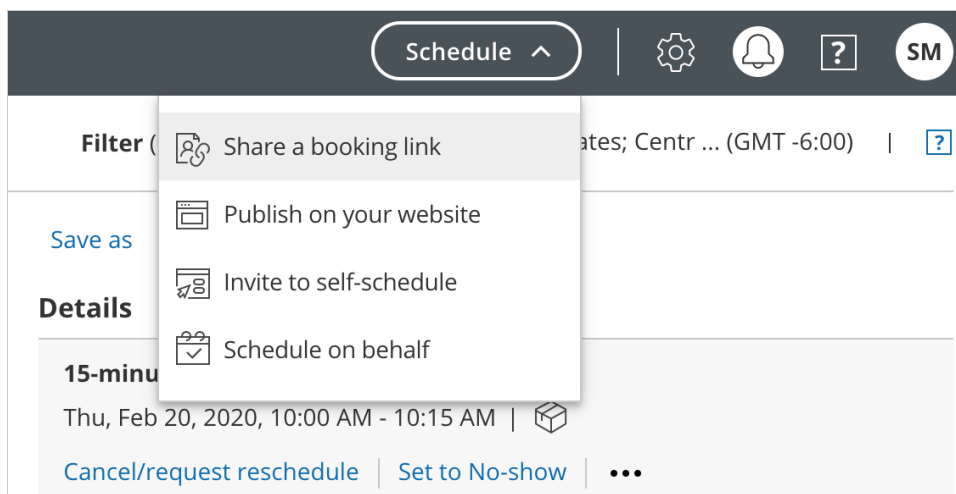 Schedule
?
SM
Filter (
ates; Centr ... (GMT -6:00) |
?
Share a booking link
Publish on your website
Invite to self-schedule
Schedule on behalf
Save as
Details
15-minu
Thu, Feb 20, 2020, 10:00 AM - 10:15 AM |
Cancel/request reschedule | Set to No-show | •••